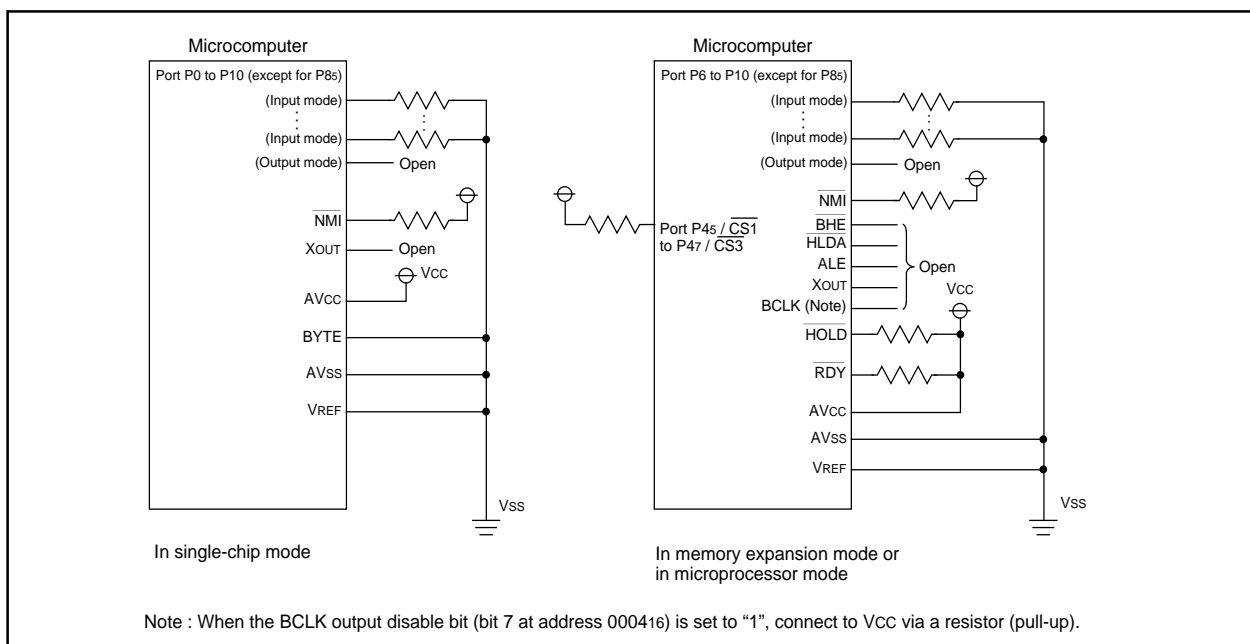 Microcomputer
Port P0 to P10 (except for P85)
(Input mode)
(Input mode)
(Output mode)
Open
NMI
XOUT
Open
VCC
AVCC
BYTE
AVSS
VREF
VSS
In single-chip mode
Microcomputer
Port P6 to P10 (except for P85)
(Input mode)
(Input mode)
(Output mode)
Open
NMI
Port P45 / CS1
to P47 / CS3
BHE
HLDA
ALE
XOUT
BCLK (Note)
Open
VCC
HOLD
RDY
AVCC
AVSS
VREF
VSS
In memory expansion mode or
in microprocessor mode
Note : When the BCLK output disable bit (bit 7 at address 000416) is set to “1”, connect to VCC via a resistor (pull-up).